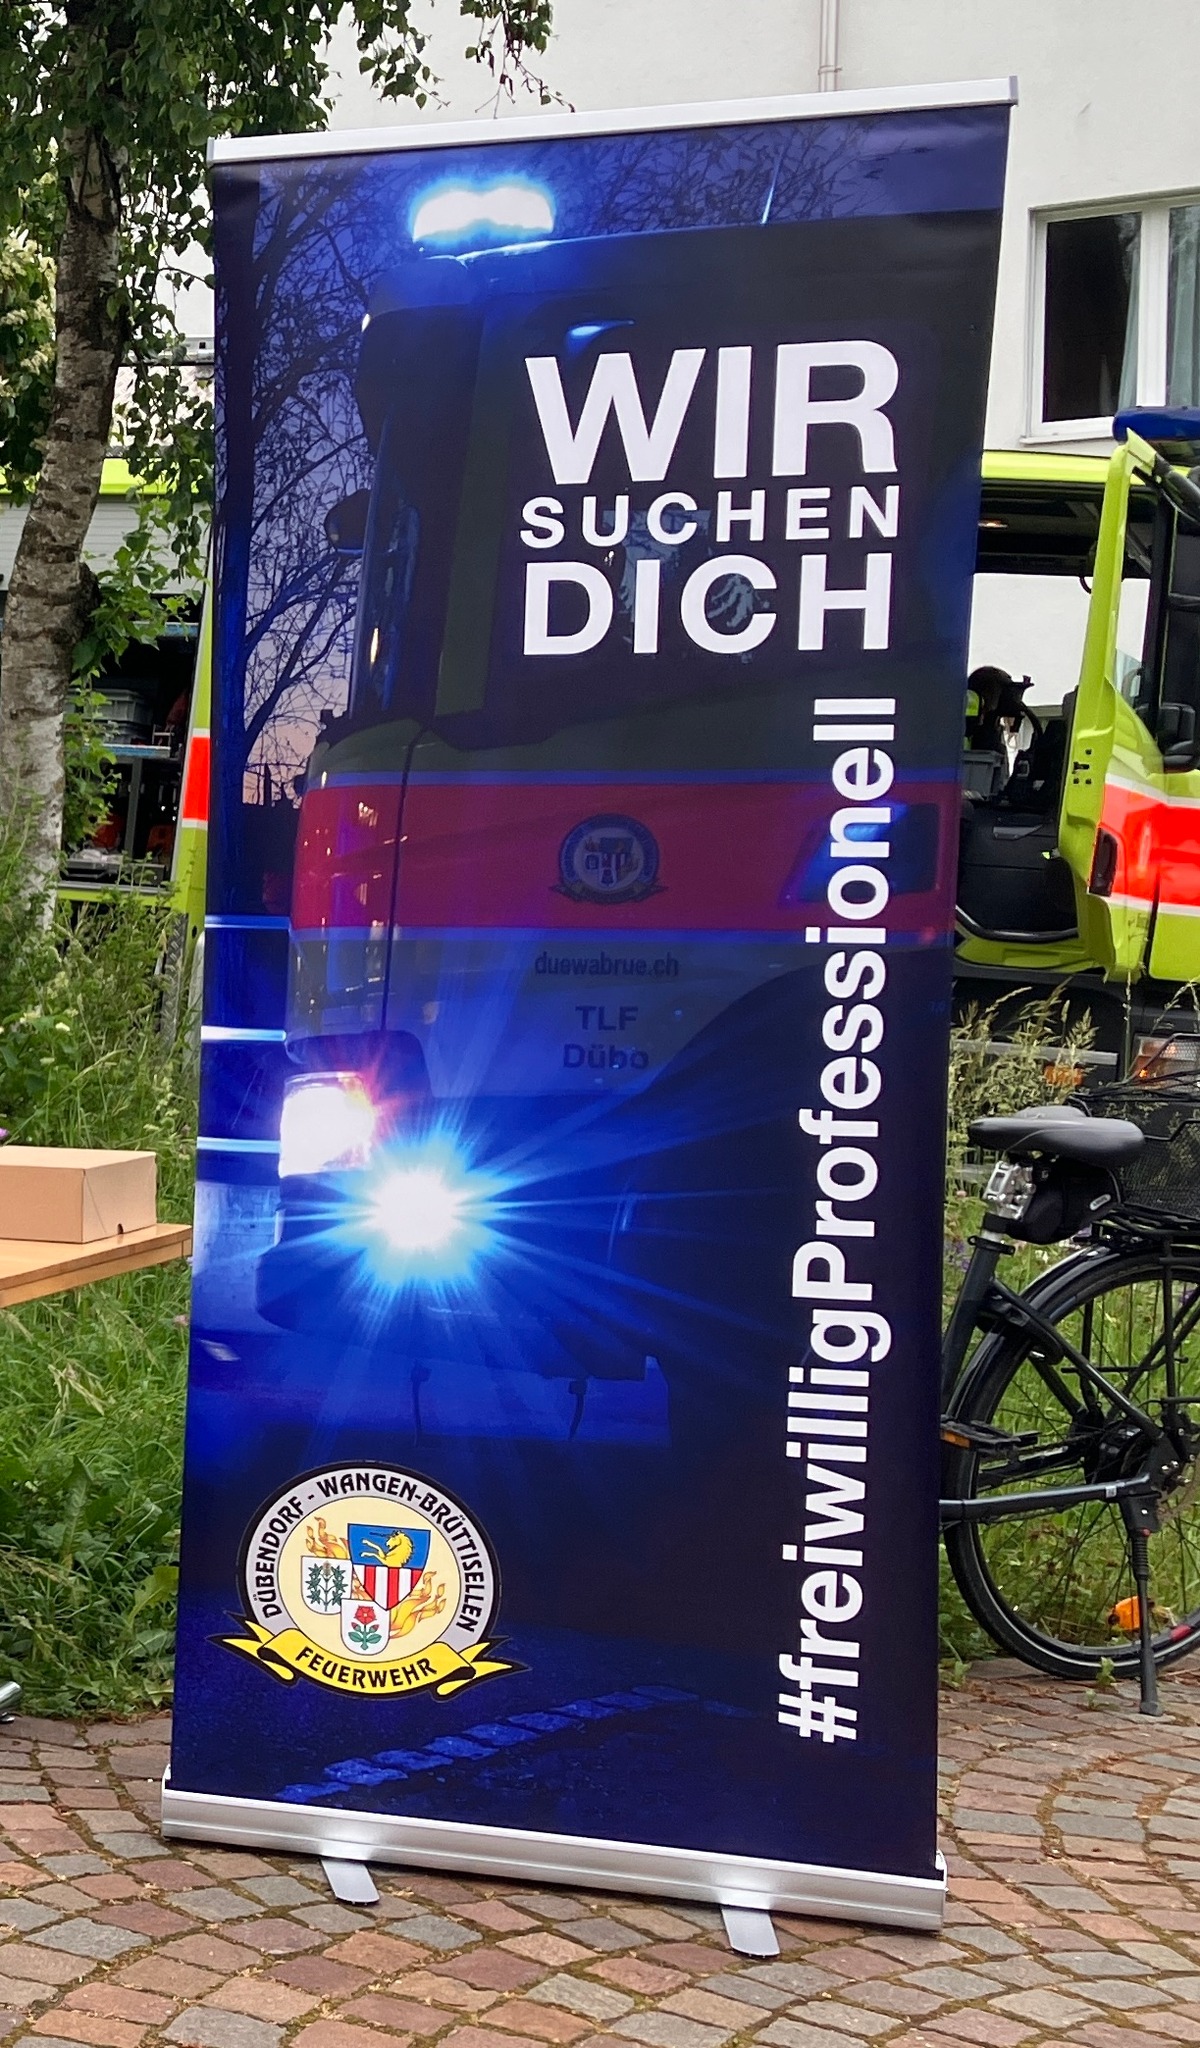 WIR
SUCHEN
DICH
#freiwilligProfessionell
duewabrue.ch
TLF
Dübo
DÜBENDORF - WANGEN-BRÜTTISELLEN
FEUERWEHR